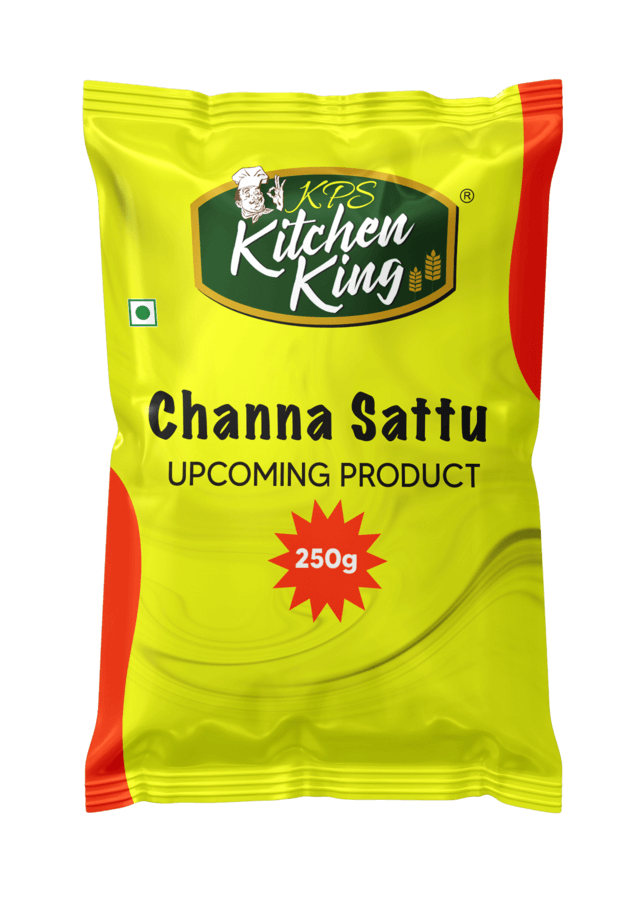 KPS
Kitchen
King
®
Channa Sattu
UPCOMING PRODUCT
250g